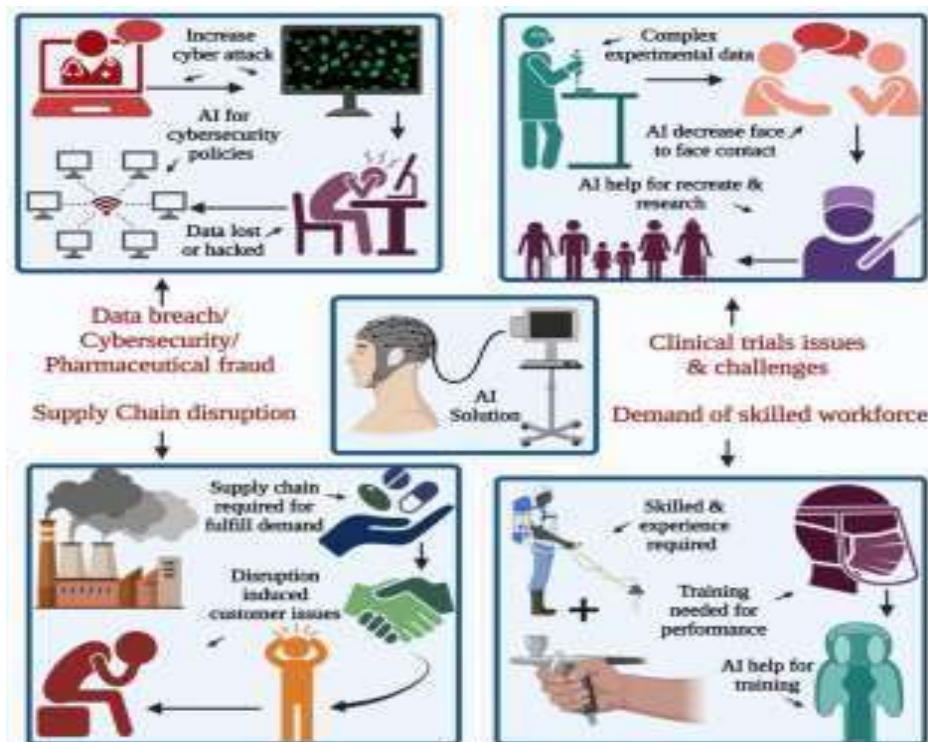 Increase
cyber attack
AI for
cybersecurity
policies
Data lost
or hacked
Complex
experimental data
AI decrease face
to face contact
AI help for recreate &
research
Data breach/
Cybersecurity/
Pharmaceutical fraud
Supply Chain disruption
AI
Solution
Clinical trials issues
& challenges
Demand of skilled workforce
Supply chain
required for
fulfill demand
Disruption
induced
customer issues
Skilled &
experience
required
Training
needed for
performance
AI help for
training